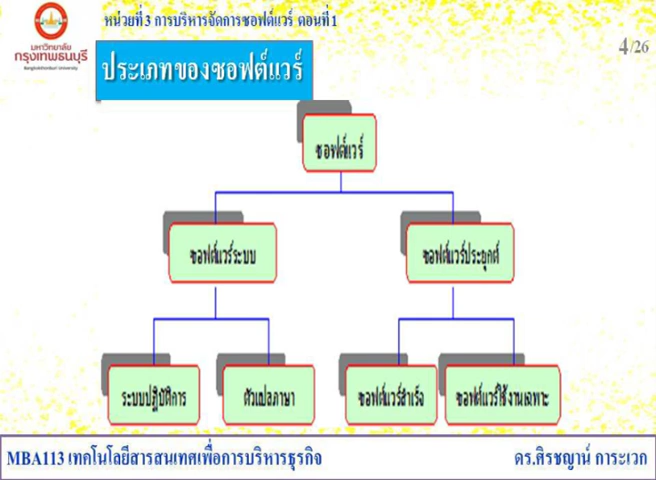 หน่วยที่ 3 การบริหารจัดการซอฟต์แวร์ ตอนที่ 1
มหาวิทยาลัย
กรุงเทพธนบุรี
Bangkokthonburi University
4/26
ประเภทของซอฟต์แวร์
ซอฟต์แวร์
ซอฟต์แวร์ระบบ
ซอฟต์แวร์ประยุกต์
ระบบปฏิบัติการ
ตัวแปลภาษา
ซอฟต์แวร์สำเร็จ
ซอฟต์แวร์ใช้งานเฉพาะ
MBA113 เทคโนโลยีสารสนเทศเพื่อการบริหารธุรกิจ
ดร.ศิรชญาน์ การะเวก